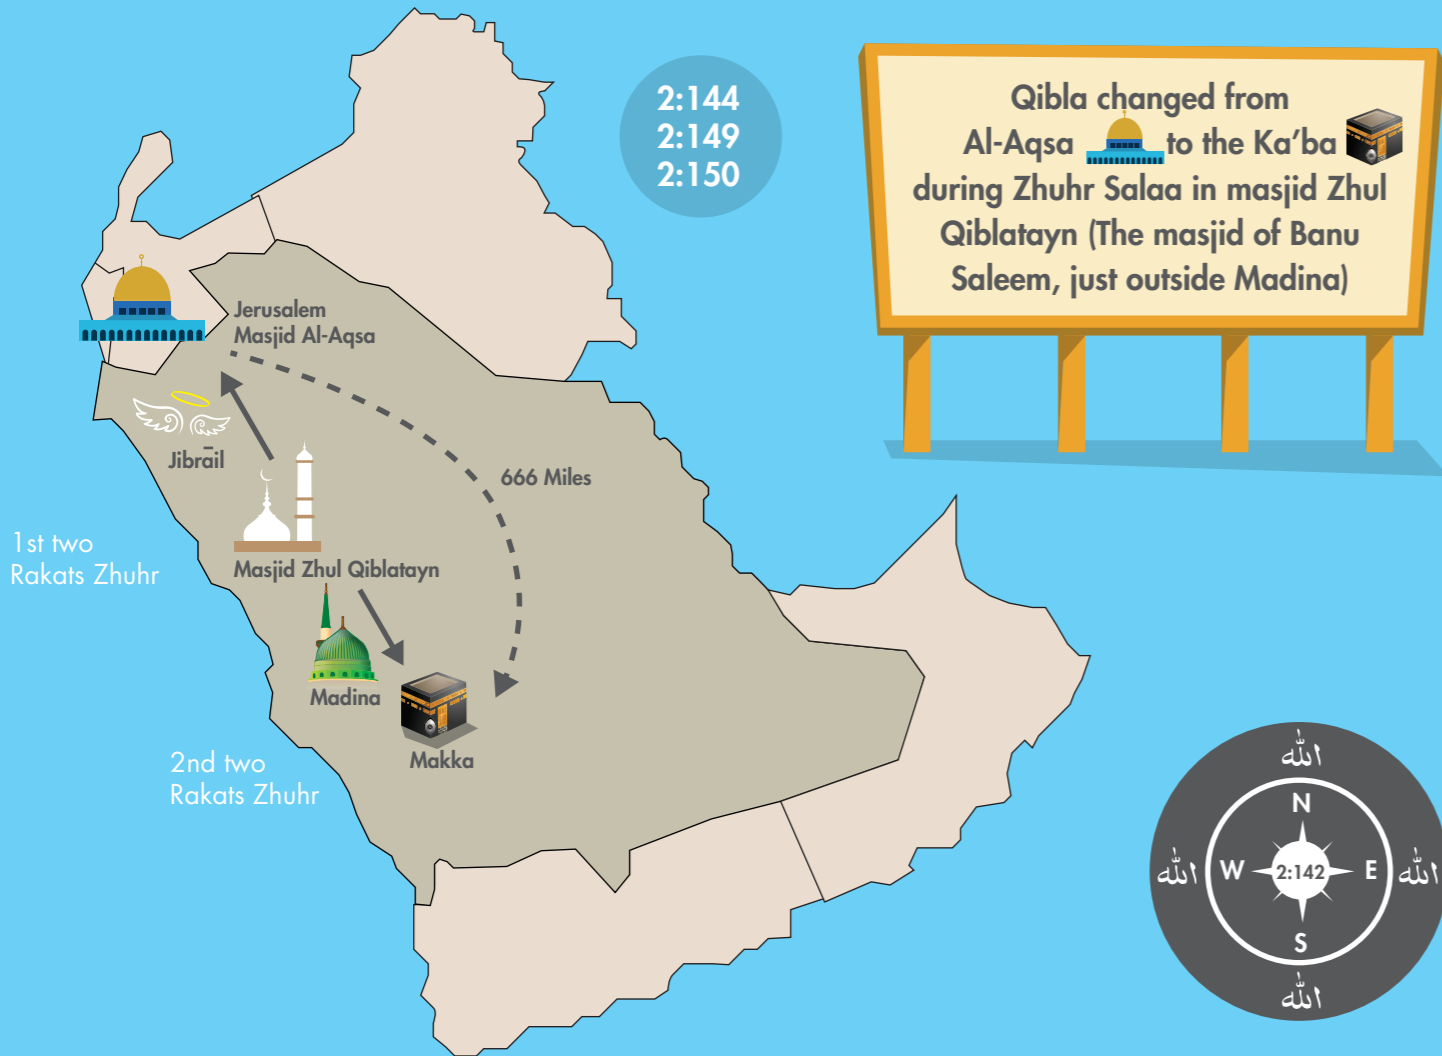 2:144
2:149
2:150
Qibla changed from
Al-Aqsa to the Ka’ba
during Zhuhr Salaa in masjid Zhul
Qiblatayn (The masjid of Banu
Saleem, just outside Madina)
Jerusalem
Masjid Al-Aqsa
Jibrāil
666 Miles
1st two
Rakats Zhuhr
Masjid Zhul Qiblatayn
Madina
Makka
2nd two
Rakats Zhuhr
الله
N
الله W 2:142 E الله
S
الله